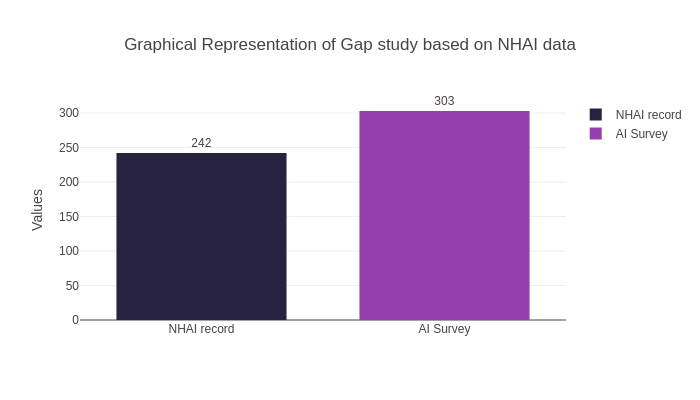 Graphical Representation of Gap study based on NHAI data
303
300
NHAI record
AI Survey
242
250
200
Values
150
100
50
0
NHAI record
AI Survey